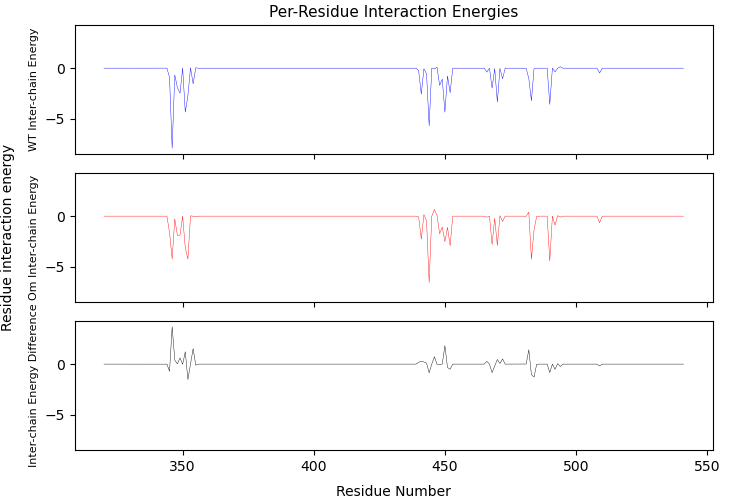 Per-Residue Interaction Energies
Residue interaction energy
WT Inter-chain Energy
0
−5
Om Inter-chain Energy
0
−5
Inter-chain Energy Difference
0
−5
350
400
450
500
550
Residue Number